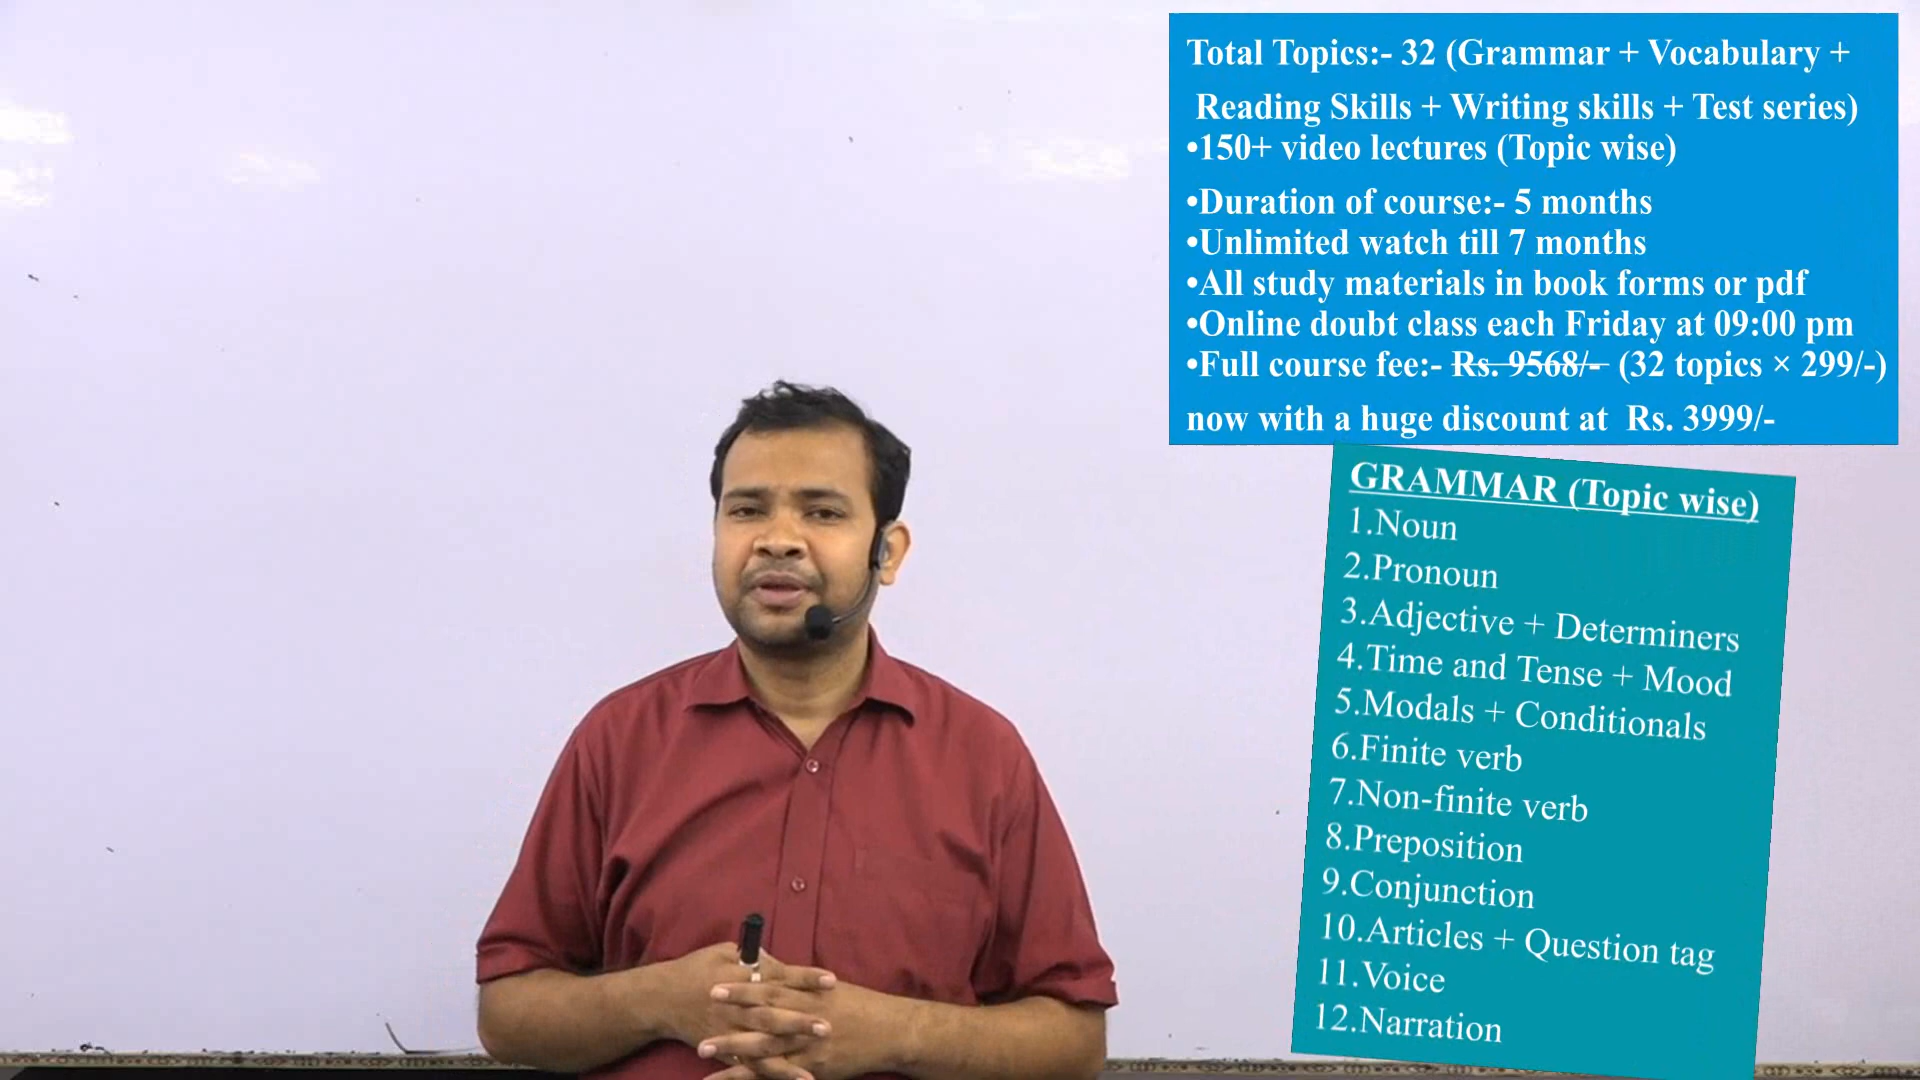 Total Topics:- 32 (Grammar + Vocabulary +
Reading Skills + Writing skills + Test series)
•150+ video lectures (Topic wise)
•Duration of course:- 5 months
•Unlimited watch till 7 months
•All study materials in book forms or pdf
•Online doubt class each Friday at 09:00 pm
•Full course fee:- Rs. 9568/- (32 topics × 299/-)
now with a huge discount at Rs. 3999/-
GRAMMAR (Topic wise)
1.Noun
2.Pronoun
3.Adjective + Determiners
4.Time and Tense + Mood
5.Modals + Conditionals
6.Finite verb
7.Non-finite verb
8.Preposition
9.Conjunction
10.Articles + Question tag
11.Voice
12.Narration